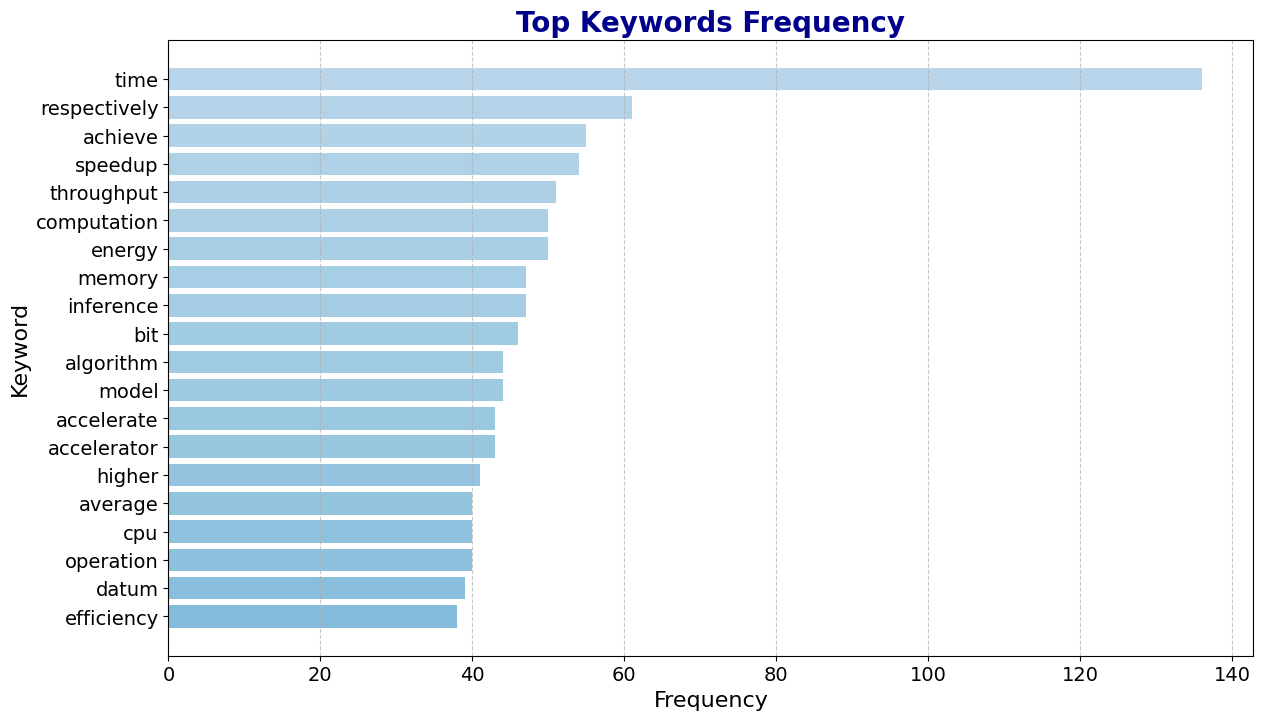 Top Keywords Frequency
time
respectively
achieve
speedup
throughput
computation
energy
memory
inference
bit
algorithm
model
accelerate
accelerator
higher
average
cpu
operation
datum
efficiency
Keyword
0 20 40 60 80 100 120 140
Frequency